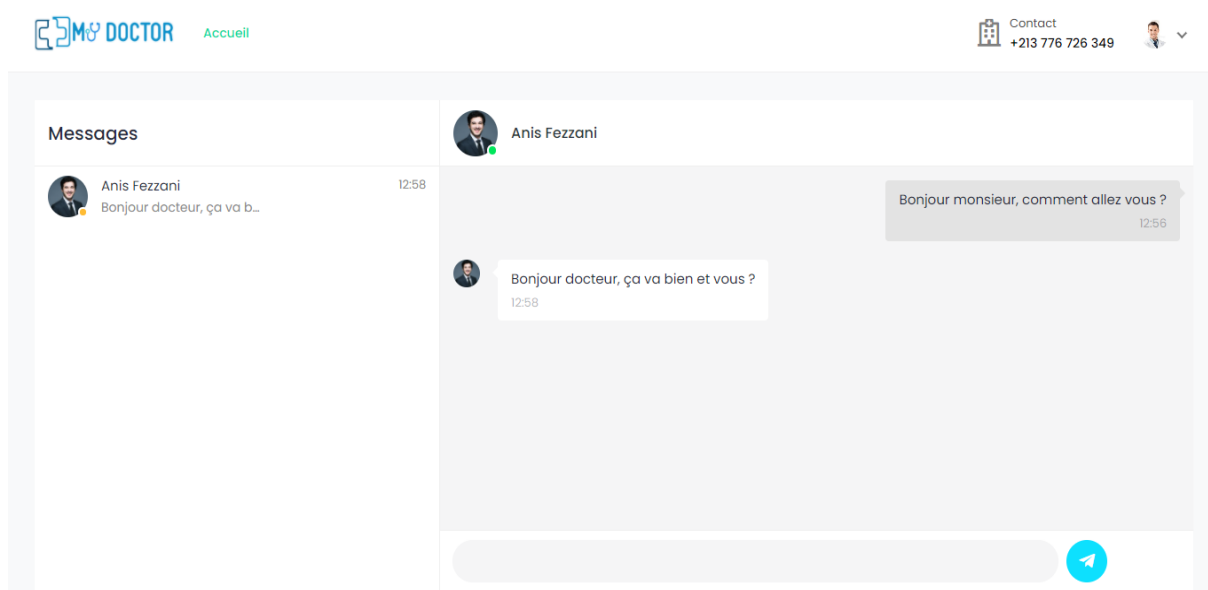 MY DOCTOR
Accueil
Contact
+213 776 726 349
Messages
Anis Fezzani
12:58
Bonjour docteur, ça va b...
Anis Fezzani
Bonjour monsieur, comment allez vous ?
12:56
Bonjour docteur, ça va bien et vous ?
12:58